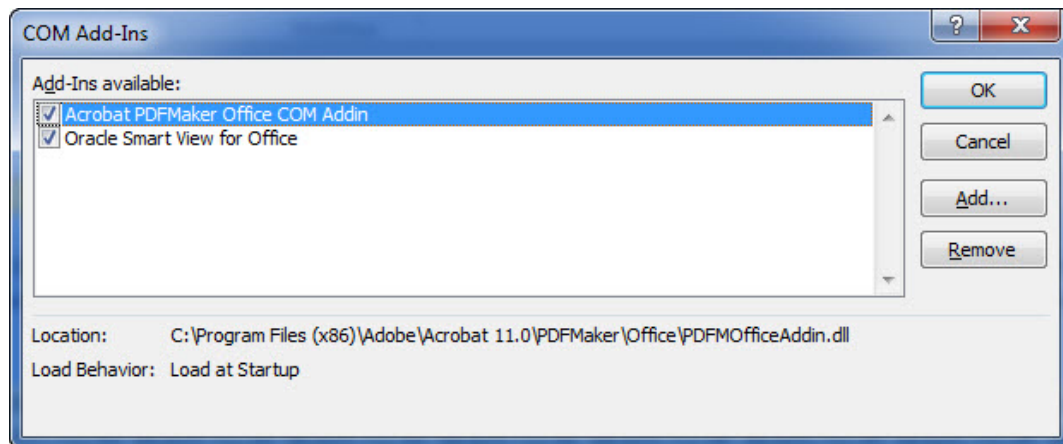 COM Add-Ins
Add-Ins available:
Acrobat PDFMaker Office COM Addin
Oracle Smart View for Office
OK
Cancel
Add...
Remove
Location: C:\Program Files (x86)\Adobe\Acrobat 11.0\PDFMaker\Office\PDFMOfficeAddin.dll
Load Behavior: Load at Startup